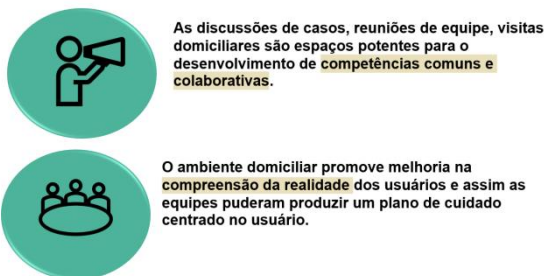 As discussões de casos, reuniões de equipe, visitas
domiciliares são espaços potentes para o
desenvolvimento de competências comuns e
colaborativas.
O ambiente domiciliar promove melhoria na
compreensão da realidade dos usuários e assim as
equipes puderam produzir um plano de cuidado
centrado no usuário.